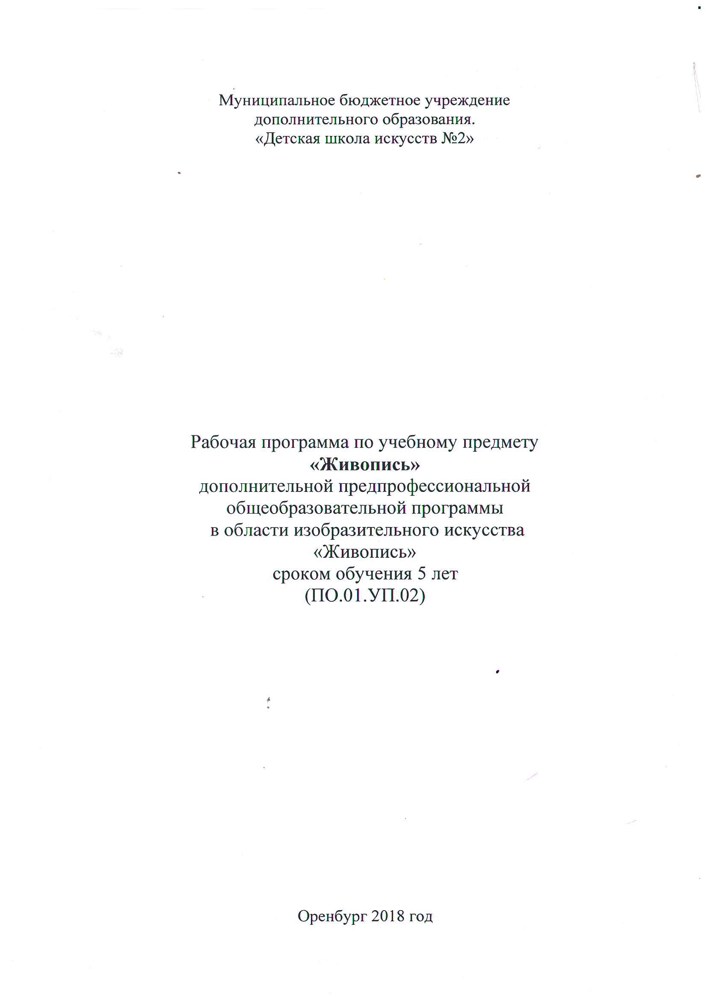 Муниципальное бюджетное учреждение
дополнительного образования.
«Детская школа искусств №2»
Рабочая программа по учебному предмету
«Живопись»
дополнительной предпрофессиональной
общеобразовательной программы
в области изобразительного искусства
«Живопись»
сроком обучения 5 лет
(ПО.01.УП.02)
Оренбург 2018 год